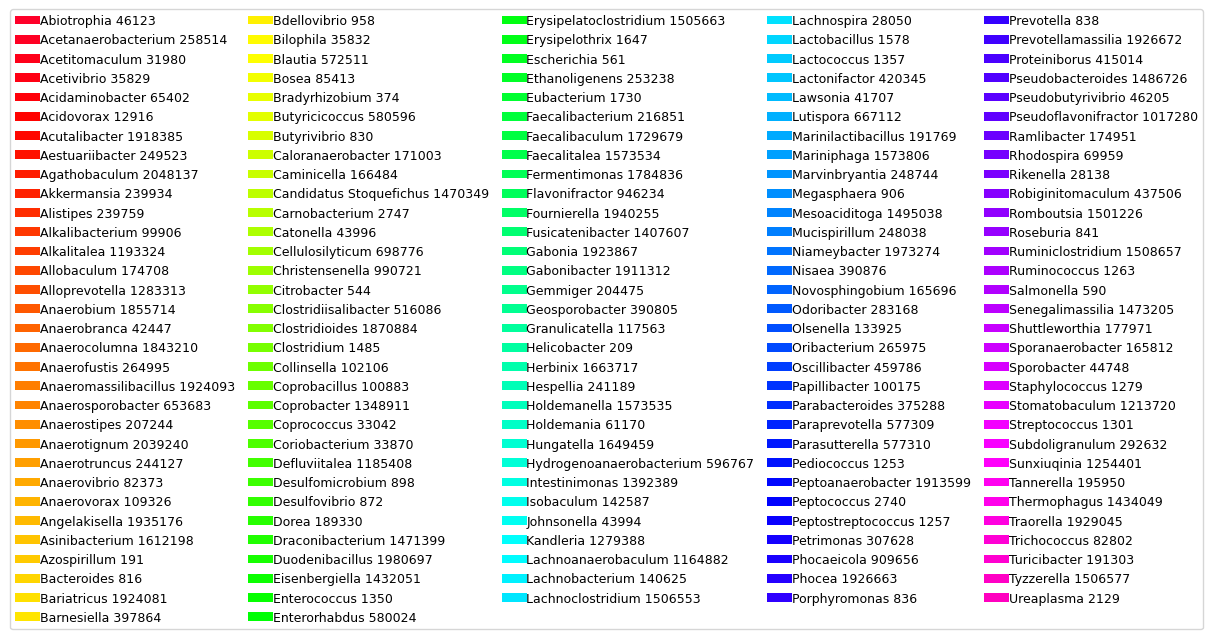 Abiotrophia 46123
Acetanaerobacterium 258514
Acetitomaculum 31980
Acetivibrio 35829
Acidaminobacter 65402
Acidovorax 12916
Acutalibacter 1918385
Aestuariibacter 249523
Agathobaculum 2048137
Akkermansia 239934
Alistipes 239759
Alkalibacterium 99906
Alkalitalea 1193324
Allobaculum 174708
Alloprevotella 1283313
Anaerobium 1855714
Anaerobranca 42447
Anaerocolumna 1843210
Anaerofustis 264995
Anaeromassilibacillus 1924093
Anaerosporobacter 653683
Anaerostipes 207244
Anaerotignum 2039240
Anaerotruncus 244127
Anaerovibrio 82373
Anaerovorax 109326
Angelakisella 1935176
Asinibacterium 1612198
Azospirillum 191
Bacteroides 816
Bariatricus 1924081
Barnesiella 397864
Bdellovibrio 958
Bilophila 35832
Blautia 572511
Bosea 85413
Bradyrhizobium 374
Butyricicoccus 580596
Butyrivibrio 830
Caloranaerobacter 171003
Caminicella 166484
Candidatus Stoquefichus 1470349
Carnobacterium 2747
Catonella 43996
Cellulosilyticum 698776
Christensenella 990721
Citrobacter 544
Clostridiisalibacter 516086
Clostridioides 1870884
Clostridium 1485
Collinsella 102106
Coprobacillus 100883
Coprobacter 1348911
Coprococcus 33042
Coriobacterium 33870
Defluviitalea 1185408
Desulfomicrobium 898
Desulfovibrio 872
Dorea 189330
Draconibacterium 1471399
Duodenibacillus 1980697
Eisenbergiella 1432051
Enterococcus 1350
Enterorhabdus 580024
Erysipelatoclostridium 1505663
Erysipelothrix 1647
Escherichia 561
Ethanoligenens 253238
Eubacterium 1730
Faecalibacterium 216851
Faecalibaculum 1729679
Faecalitalea 1573534
Fermentimonas 1784836
Flavonifractor 946234
Fournierella 1940255
Fusicatenibacter 1407607
Gabonia 1923867
Gabonibacter 1911312
Gemmiger 204475
Geosporobacter 390805
Granulicatella 117563
Helicobacter 209
Herbinix 1663717
Hespellia 241189
Holdemanella 1573535
Holdemania 61170
Hungatella 1649459
Hydrogenoanaerobacterium 596767
Intestinimonas 1392389
Isobaculum 142587
Johnsonella 43994
Kandleria 1279388
Lachnoanaerobaculum 1164882
Lachnobacterium 140625
Lachnoclostridium 1506553
Lachnospira 28050
Lactobacillus 1578
Lactococcus 1357
Lactonifactor 420345
Lawsonia 41707
Lutispora 667112
Marinilactibacillus 191769
Mariniphaga 1573806
Marvinbryantia 248744
Megasphaera 906
Mesoaciditoga 1495038
Mucispirillum 248038
Niameybacter 1973274
Nisaea 390876
Novosphingobium 165696
Odoribacter 283168
Olsenella 133925
Oribacterium 265975
Oscillibacter 459786
Papillibacter 100175
Parabacteroides 375288
Paraprevotella 577309
Parasutterella 577310
Pediococcus 1253
Peptoanaerobacter 1913599
Peptococcus 2740
Peptostreptococcus 1257
Petrimonas 307628
Phocaeicola 909656
Phocea 1926663
Porphyromonas 836
Prevotella 838
Prevotellamassilia 1926672
Proteiniborus 415014
Pseudobacteroides 1486726
Pseudobutyrivibrio 46205
Pseudoflavonifractor 1017280
Ramlibacter 174951
Rhodospira 69959
Rikenella 28138
Robiginitomaculum 437506
Romboutsia 1501226
Roseburia 841
Ruminiclostridium 1508657
Ruminococcus 1263
Salmonella 590
Senegalimassilia 1473205
Shuttleworthia 177971
Sporanaerobacter 165812
Sporobacter 44748
Staphylococcus 1279
Stomatobaculum 1213720
Streptococcus 1301
Subdoligranulum 292632
Sunxiuqinia 1254401
Tannerella 195950
Thermophagus 1434049
Traorella 1929045
Trichococcus 82802
Turicibacter 191303
Tyzzerella 1506577
Ureaplasma 2129